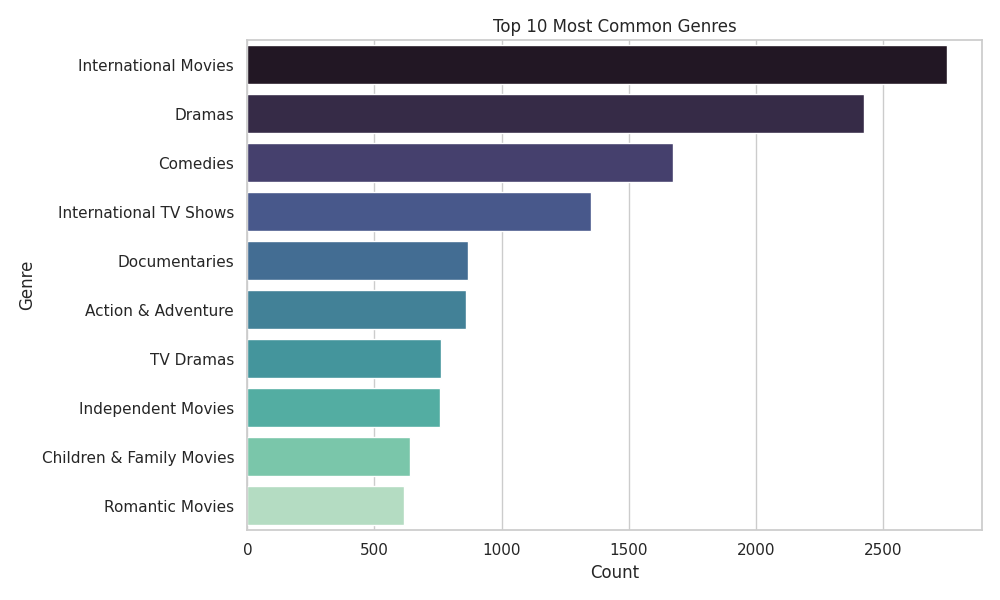 Top 10 Most Common Genres
International Movies
Dramas
Comedies
International TV Shows
Documentaries
Action & Adventure
TV Dramas
Independent Movies
Children & Family Movies
Romantic Movies
Genre
0 500 1000 1500 2000 2500
Count